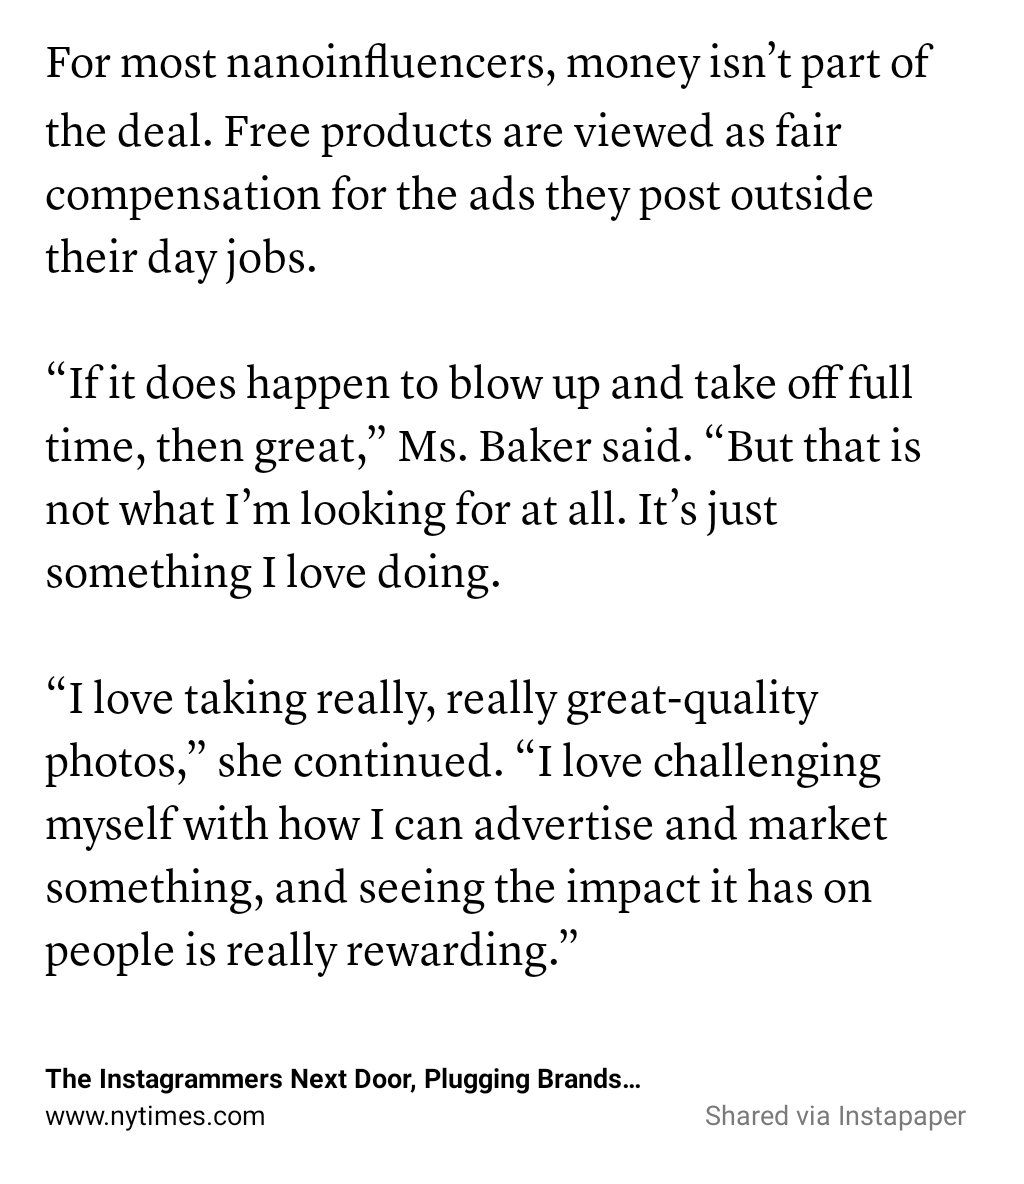 For most nanoinfluencers, money isn’t part of
the deal. Free products are viewed as fair
compensation for the ads they post outside
their day jobs.
“If it does happen to blow up and take off full
time, then great,” Ms. Baker said. “But that is
not what I’m looking for at all. It’s just
something I love doing.
“I love taking really, really great-quality
photos,” she continued. “I love challenging
myself with how I can advertise and market
something, and seeing the impact it has on
people is really rewarding.”
The Instagrammers Next Door, Plugging Brands…
www.nytimes.com
Shared via Instapaper